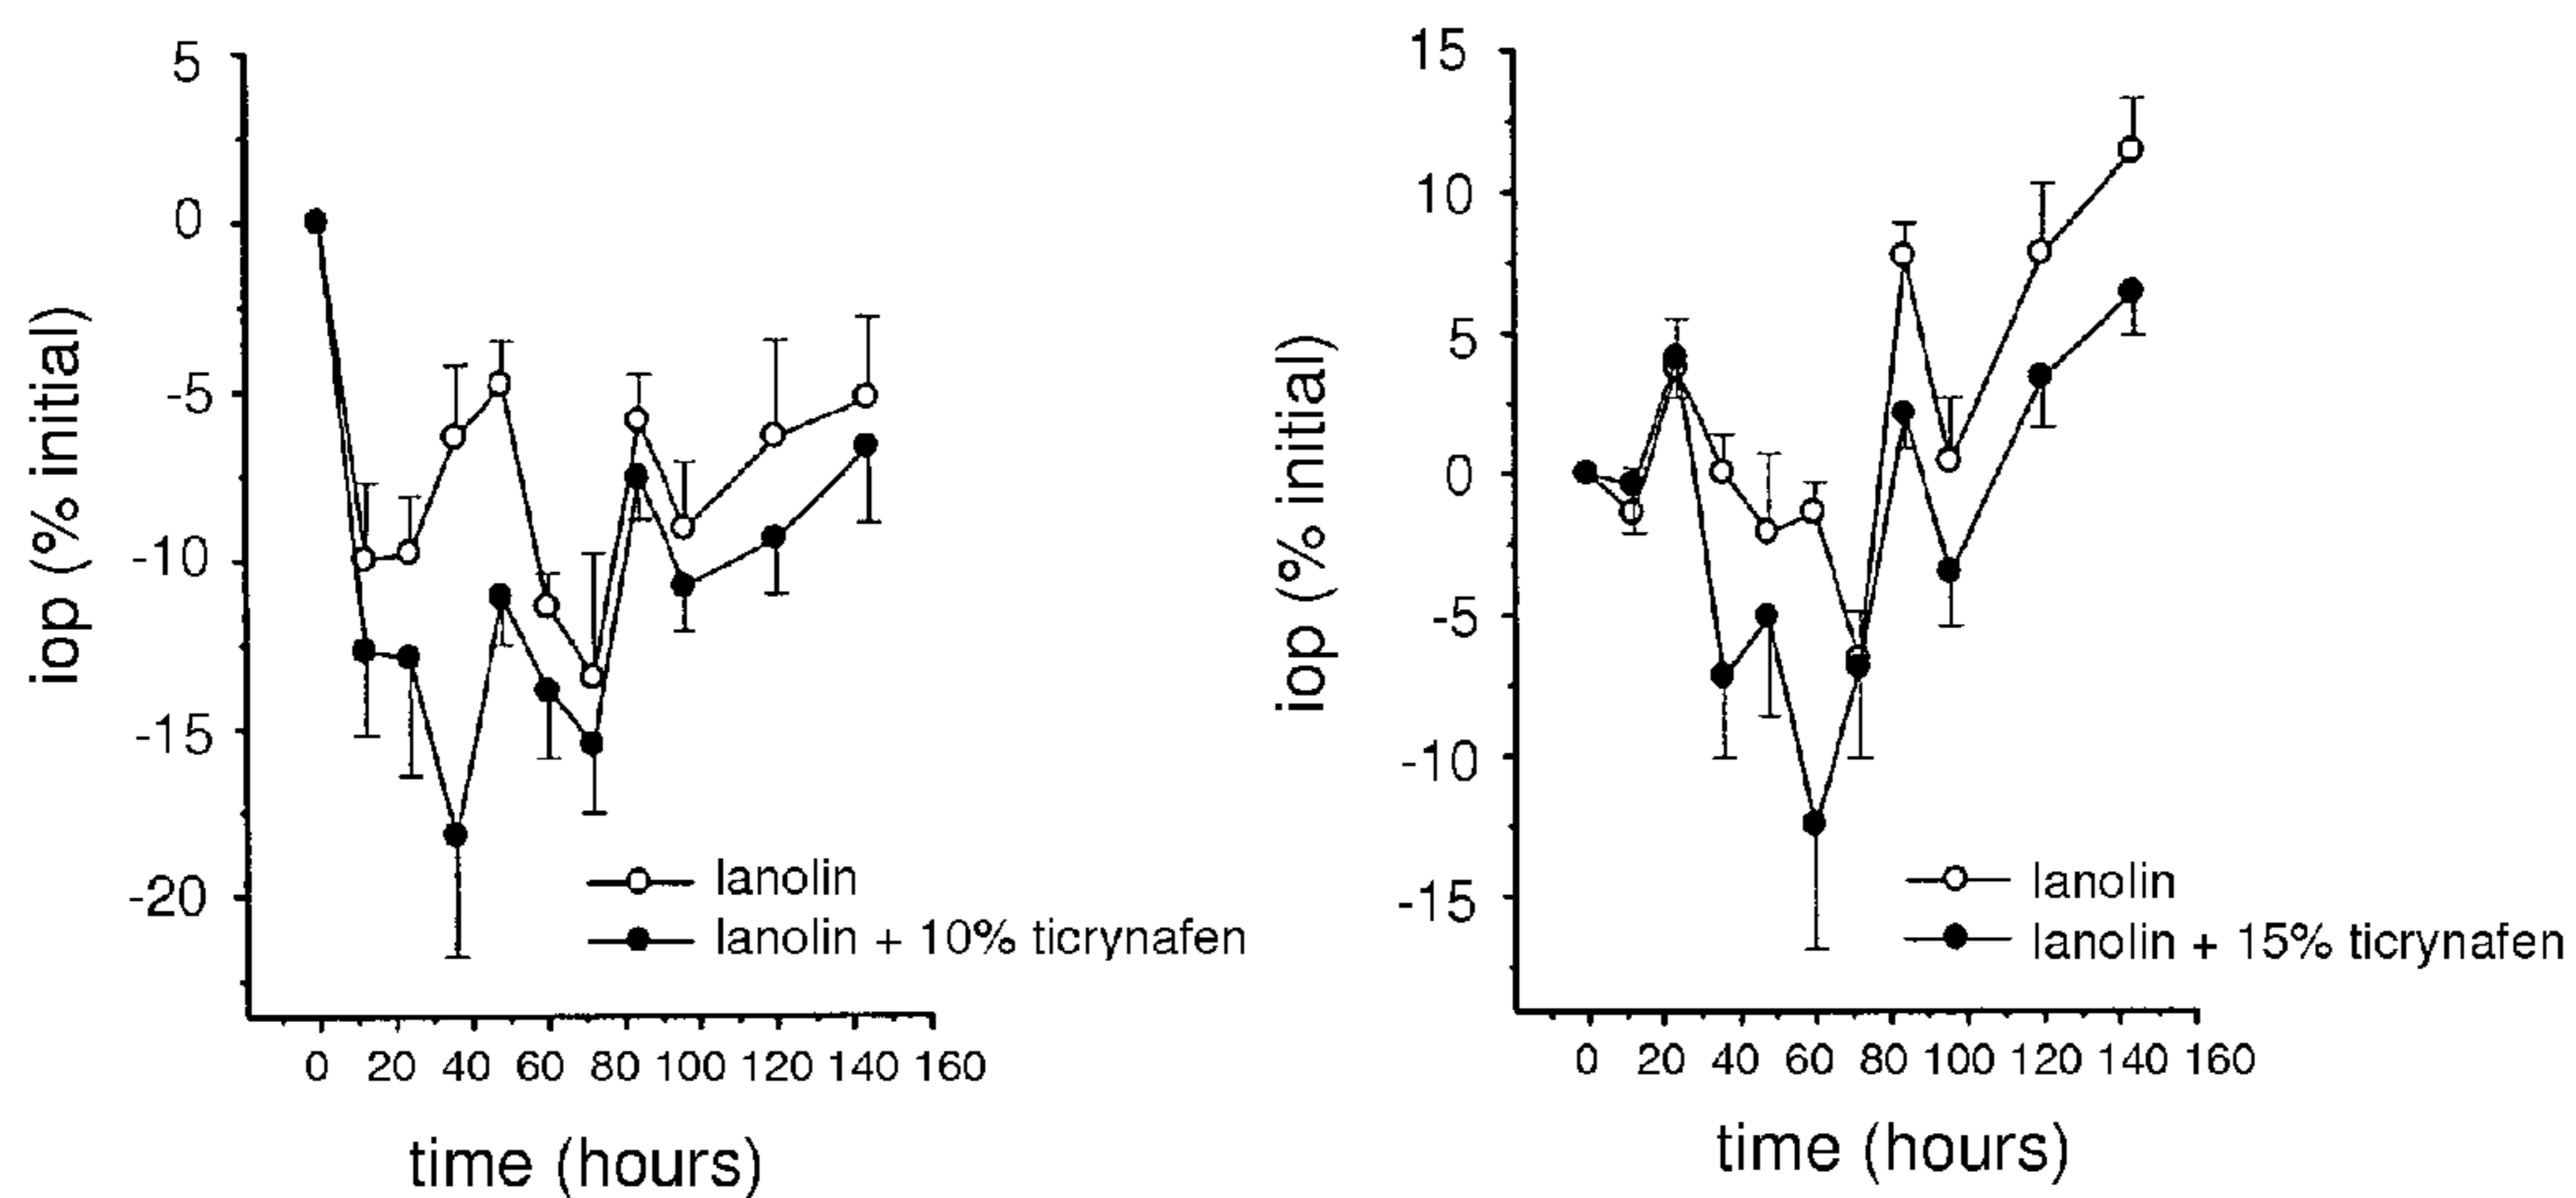 5
0
-5
-10
-15
-20
iop (% initial)
lanolin
lanolin + 10% ticrynafen
0 20 40 60 80 100 120 140 160
time (hours)
15
10
5
0
-5
-10
-15
iop (% initial)
lanolin
lanolin + 15% ticrynafen
0 20 40 60 80 100 120 140 160
time (hours)